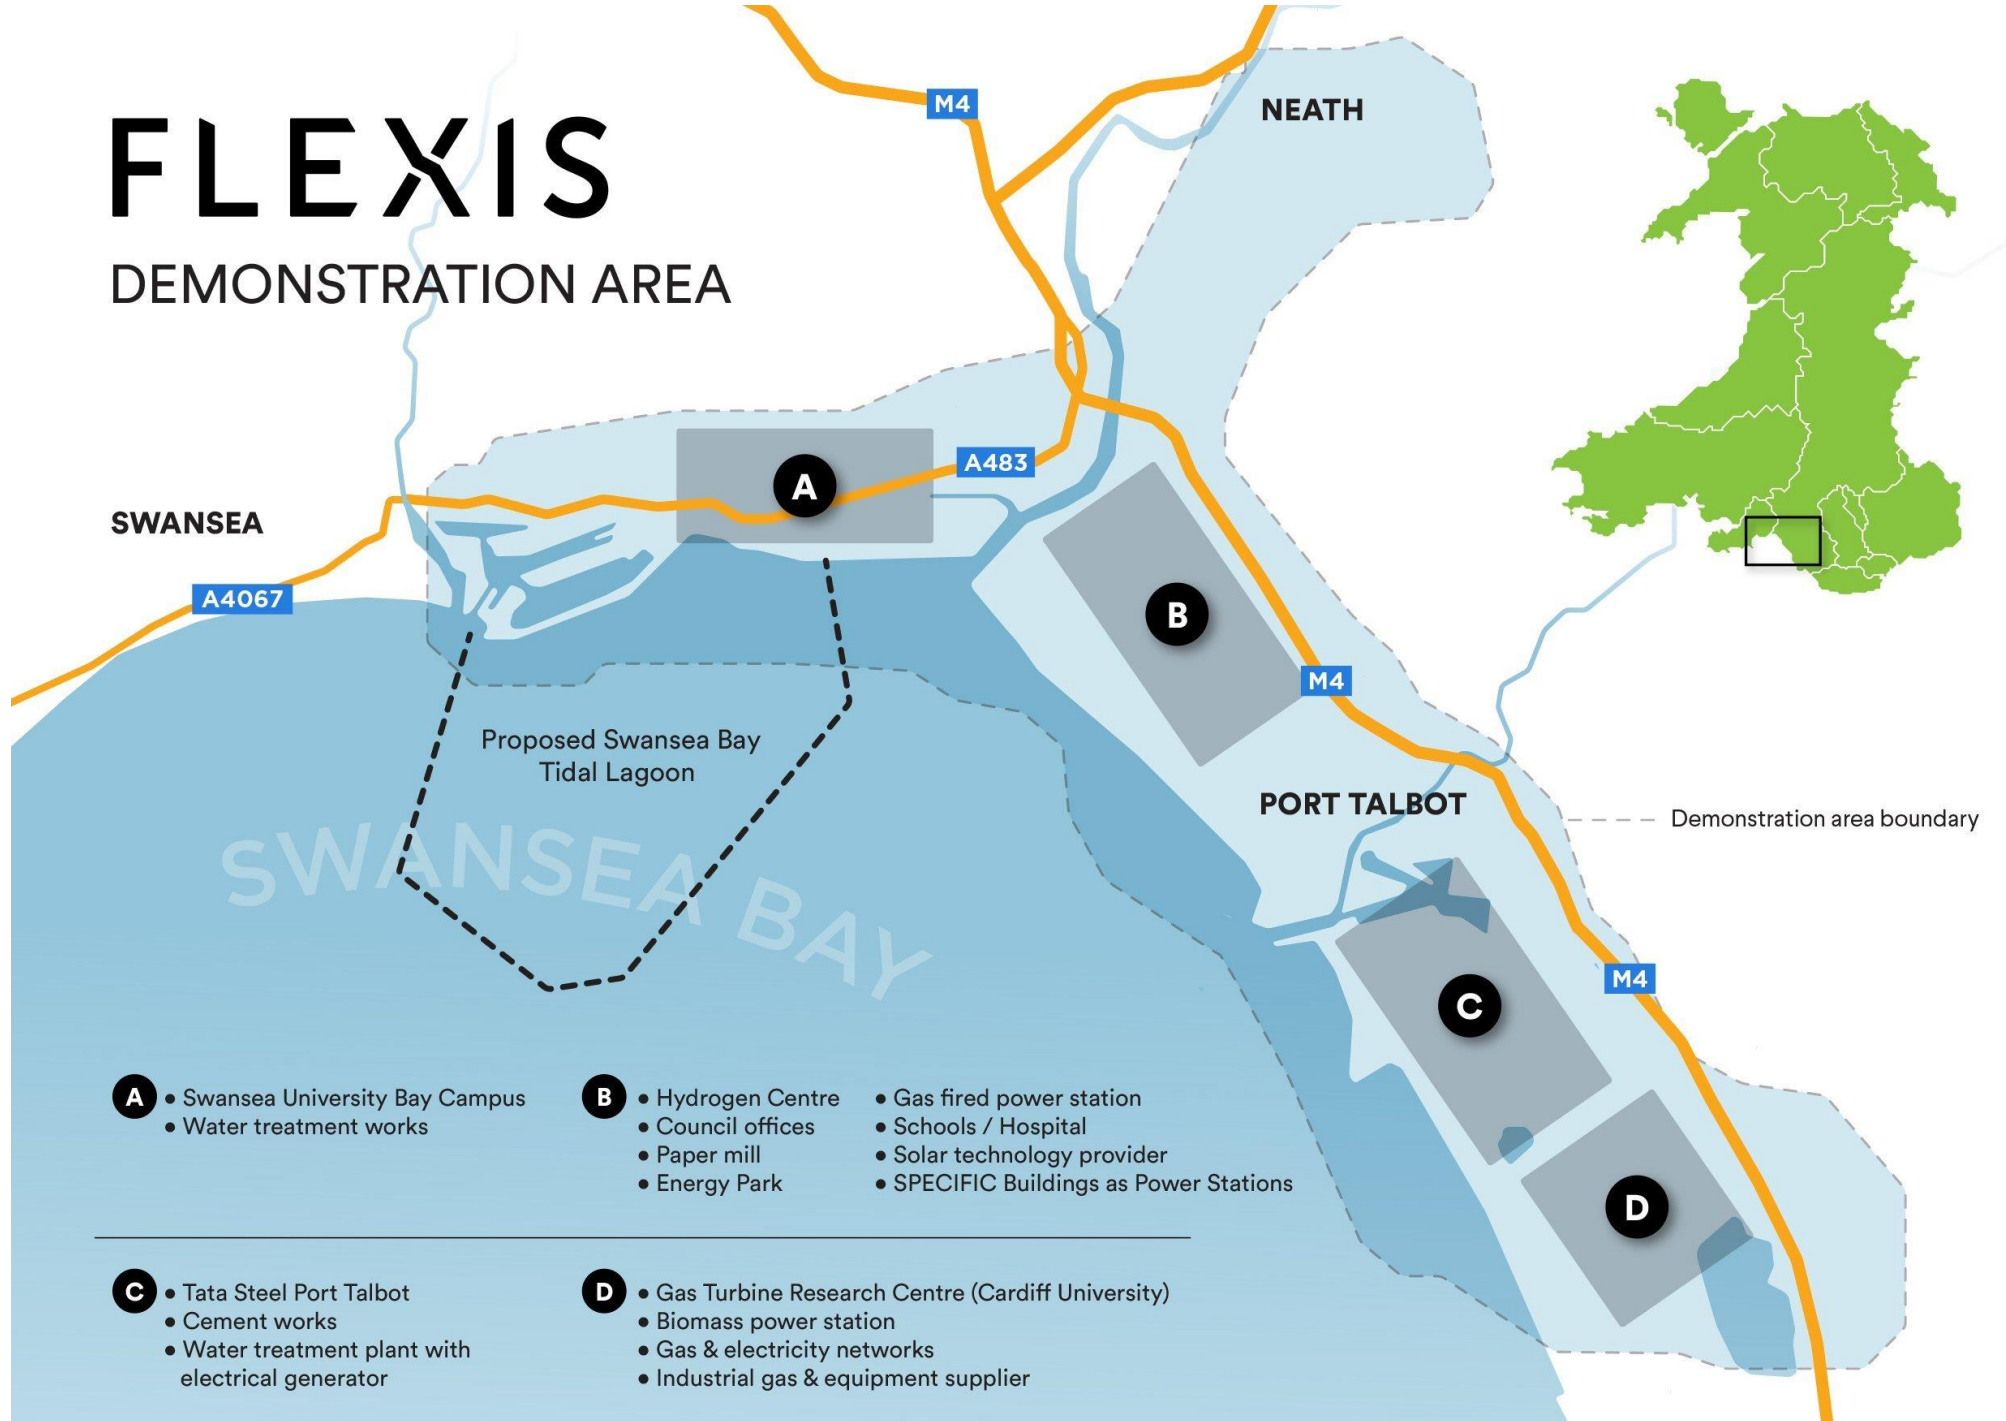 FLEXIS
DEMONSTRATION AREA
M4
NEATH
A483
A
SWANSEA
A4067
B
M4
Proposed Swansea Bay
Tidal Lagoon
PORT TALBOT
Demonstration area boundary
SWANSEA BAY
C
M4
D
A
• Swansea University Bay Campus
• Water treatment works
B
• Hydrogen Centre
• Council offices
• Paper mill
• Energy Park
• Gas fired power station
• Schools / Hospital
• Solar technology provider
• SPECIFIC Buildings as Power Stations
C
• Tata Steel Port Talbot
• Cement works
• Water treatment plant with
electrical generator
D
• Gas Turbine Research Centre (Cardiff University)
• Biomass power station
• Gas & electricity networks
• Industrial gas & equipment supplier